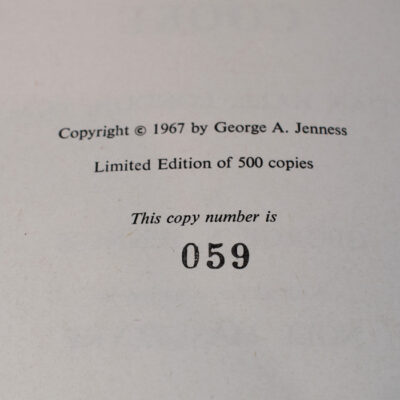 Copyright © 1967 by George A. Jenness
Limited Edition of 500 copies
This copy number is
059